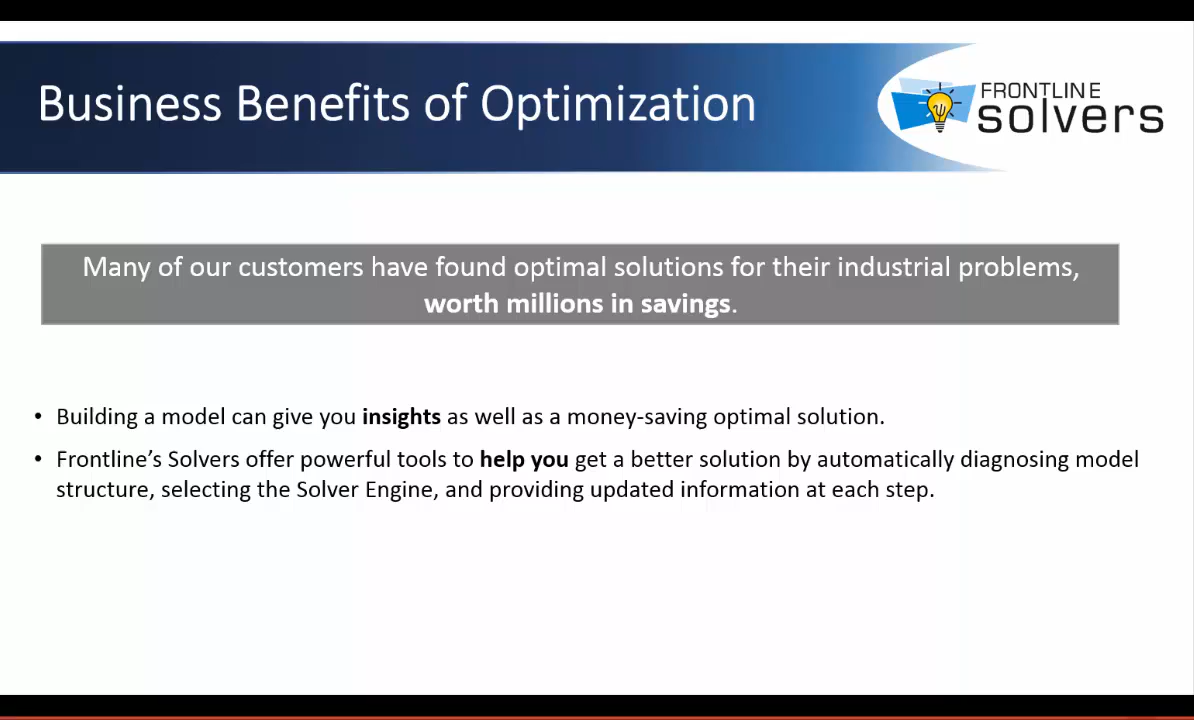 Business Benefits of Optimization
FRONTLINE
solvers
Many of our customers have found optimal solutions for their industrial problems,
worth millions in savings.
• Building a model can give you insights as well as a money-saving optimal solution.
• Frontline’s Solvers offer powerful tools to help you get a better solution by automatically diagnosing model
structure, selecting the Solver Engine, and providing updated information at each step.